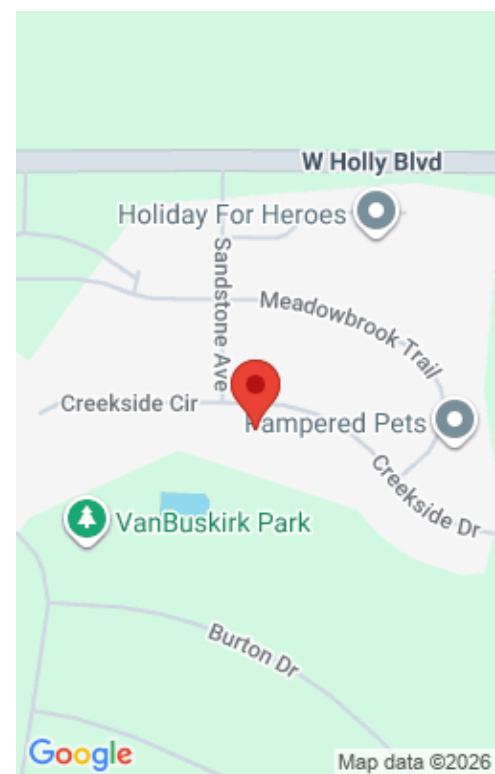 W Holly Blvd
Holiday For Heroes
Sandstone Ave
Meadowbrook Trail
Creekside Cir
Pampered Pets
Creekside Dr
VanBuskirk Park
Burton Dr
Google
Map data ©2026